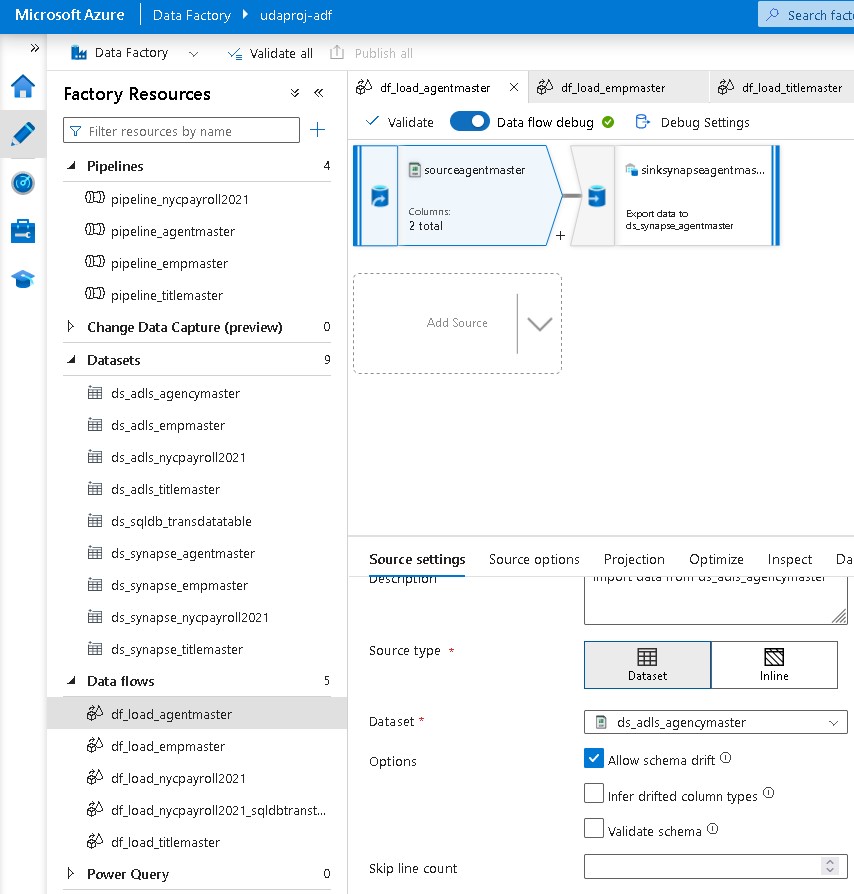 Microsoft Azure Data Factory udaproj-adf Search facto
Data Factory Validate all Publish all
Factory Resources
Filter resources by name
Pipelines 4
pipeline_nycpayroll2021
pipeline_agentmaster
pipeline_empmaster
pipeline_titlemaster
Change Data Capture (preview) 0
Datasets 9
ds_adls_agencymaster
ds_adls_empmaster
ds_adls_nycpayroll2021
ds_adls_titlemaster
ds_sqldb_transdatatable
ds_synapse_agentmaster
ds_synapse_empmaster
ds_synapse_nycpayroll2021
ds_synapse_titlemaster
Data flows 5
df_load_agentmaster
df_load_empmaster
df_load_nycpayroll2021
df_load_nycpayroll2021_sqldbtranst...
df_load_titlemaster
Power Query 0
df_load_agentmaster df_load_empmaster df_load_titlemaster
Validate Data flow debug Debug Settings
sourceagentmaster
Columns:
2 total
sinksynapseagentmas...
Export data to
ds_synapse_agentmaster
Add Source
Source settings Source options Projection Optimize Inspect Da
Description import data from ds_adls_agencymaster
Source type *
Dataset Inline
Dataset * ds_adls_agencymaster
Options Allow schema drift
Infer drifted column types
Validate schema
Skip line count